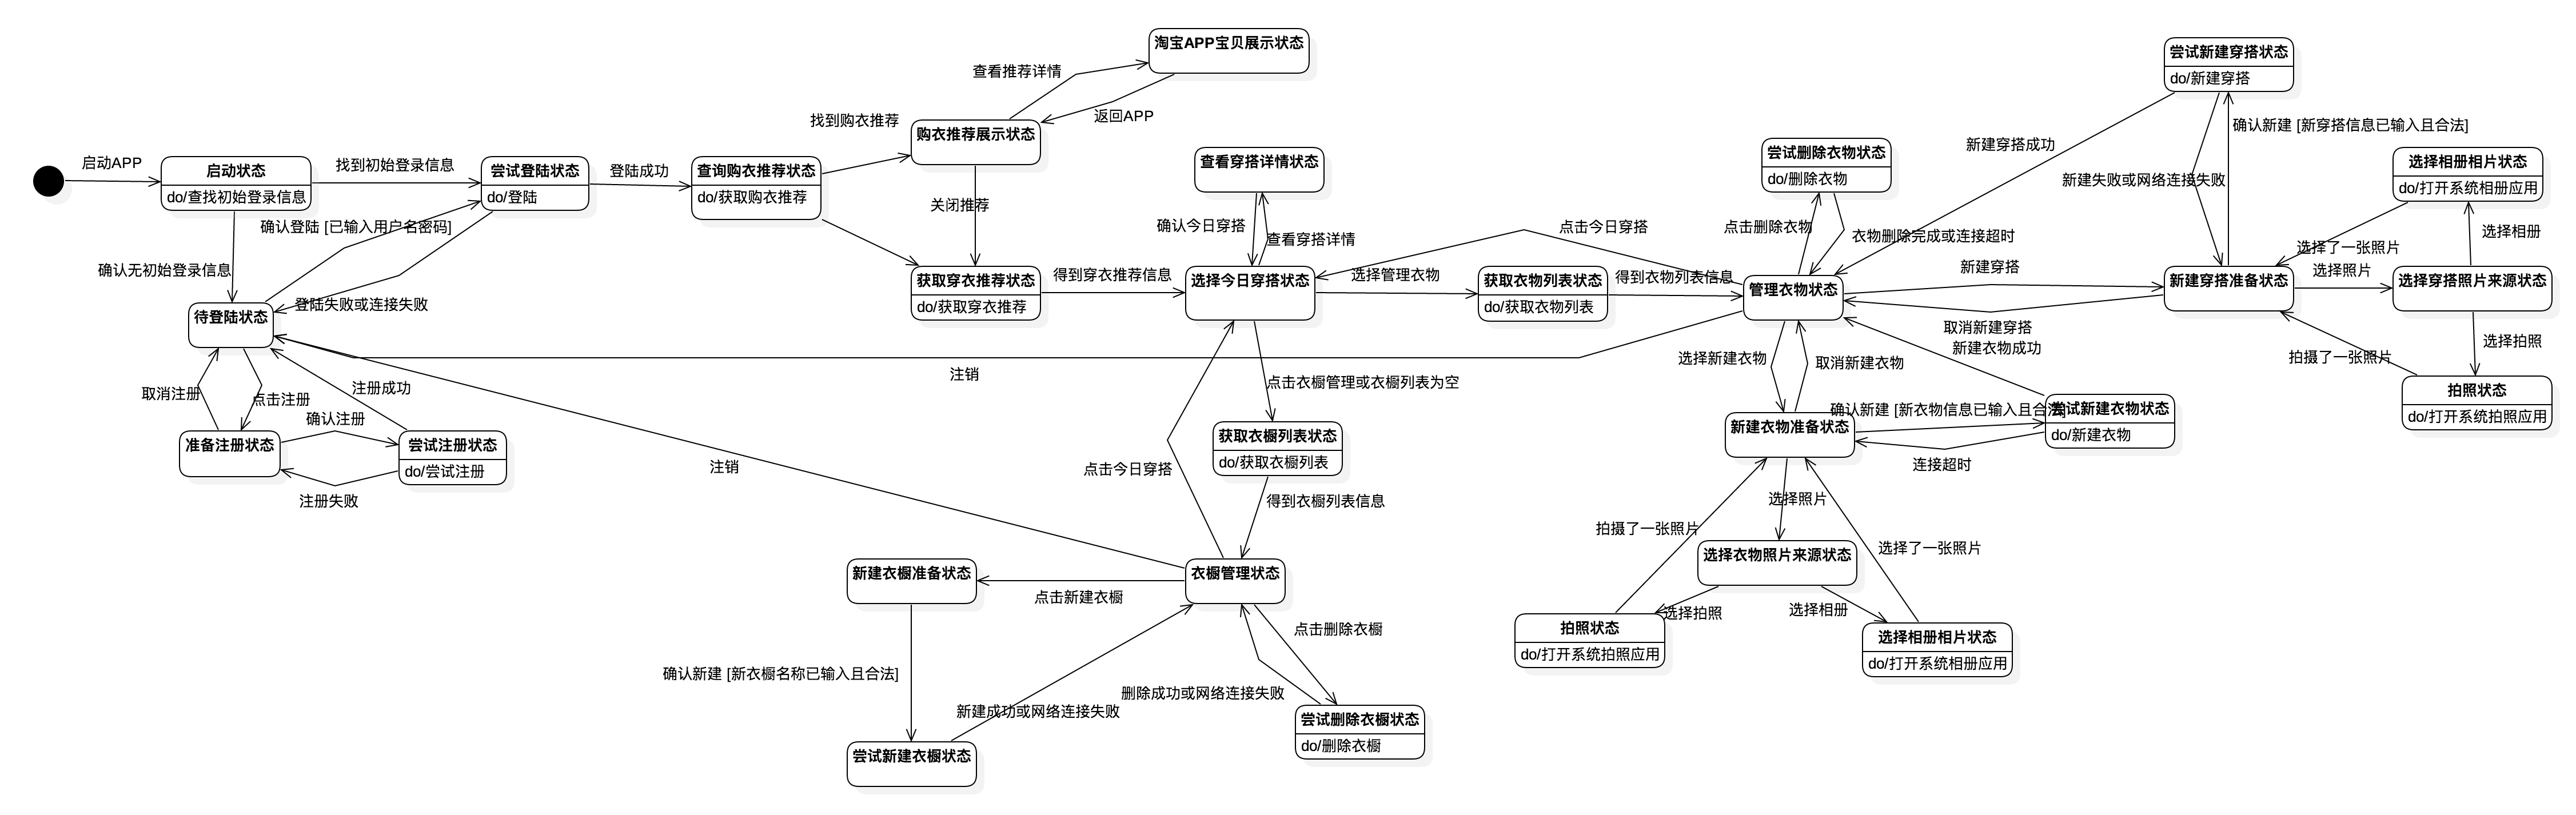 启动APP
启动状态
do/查找初始登录信息
找到初始登录信息
尝试登陆状态
do/登陆
登陆成功
查询购衣推荐状态
do/获取购衣推荐
找到购衣推荐
购衣推荐展示状态
查看推荐详情
淘宝APP宝贝展示状态
返回APP
关闭推荐
获取穿衣推荐状态
do/获取穿衣推荐
得到穿衣推荐信息
确认登陆 [已输入用户名密码]
确认无初始登录信息
登陆失败或连接失败
待登陆状态
取消注册
点击注册
注册成功
确认注册
准备注册状态
尝试注册状态
do/尝试注册
注册失败
查看穿搭详情状态
确认今日穿搭
查看穿搭详情
选择今日穿搭状态
选择管理衣物
点击今日穿搭
获取衣物列表状态
do/获取衣物列表
得到衣物列表信息
管理衣物状态
尝试删除衣物状态
do/删除衣物
点击删除衣物
衣物删除完成或连接超时
尝试新建穿搭状态
do/新建穿搭
新建穿搭成功
新建失败或网络连接失败
确认新建 [新穿搭信息已输入且合法]
新建穿搭
取消新建穿搭
新建穿搭准备状态
选择相册相片状态
do/打开系统相册应用
选择了一张照片
选择照片
选择相册
选择穿搭照片来源状态
选择拍照
拍摄了一张照片
拍照状态
do/打开系统拍照应用
注销
注销
点击今日穿搭
点击衣橱管理或衣橱列表为空
获取衣橱列表状态
do/获取衣橱列表
得到衣橱列表信息
衣橱管理状态
点击新建衣橱
新建衣橱准备状态
确认新建 [新衣橱名称已输入且合法]
尝试新建衣橱状态
新建成功或网络连接失败
点击删除衣橱
删除成功或网络连接失败
尝试删除衣橱状态
do/删除衣橱
选择新建衣物
取消新建衣物
新建衣物成功
确认新建 [新衣物信息已输入且合法]
尝试新建衣物状态
do/新建衣物
连接超时
新建衣物准备状态
选择照片
拍摄了一张照片
选择了一张照片
选择衣物照片来源状态
选择拍照
选择相册
拍照状态
do/打开系统拍照应用
选择相册相片状态
do/打开系统相册应用